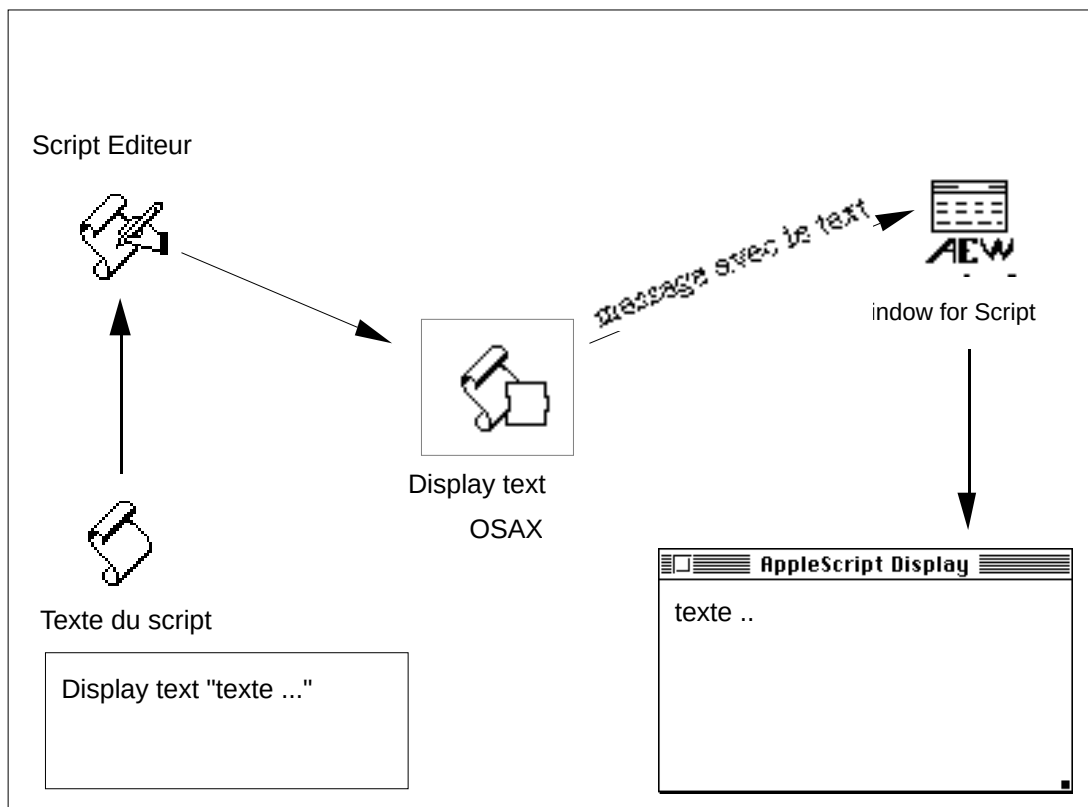 Script Editeur
message avec le text
AEW
indow for Script
Display text
OSAX
AppleScript Display
texte ..
Texte du script
Display text "texte ..."